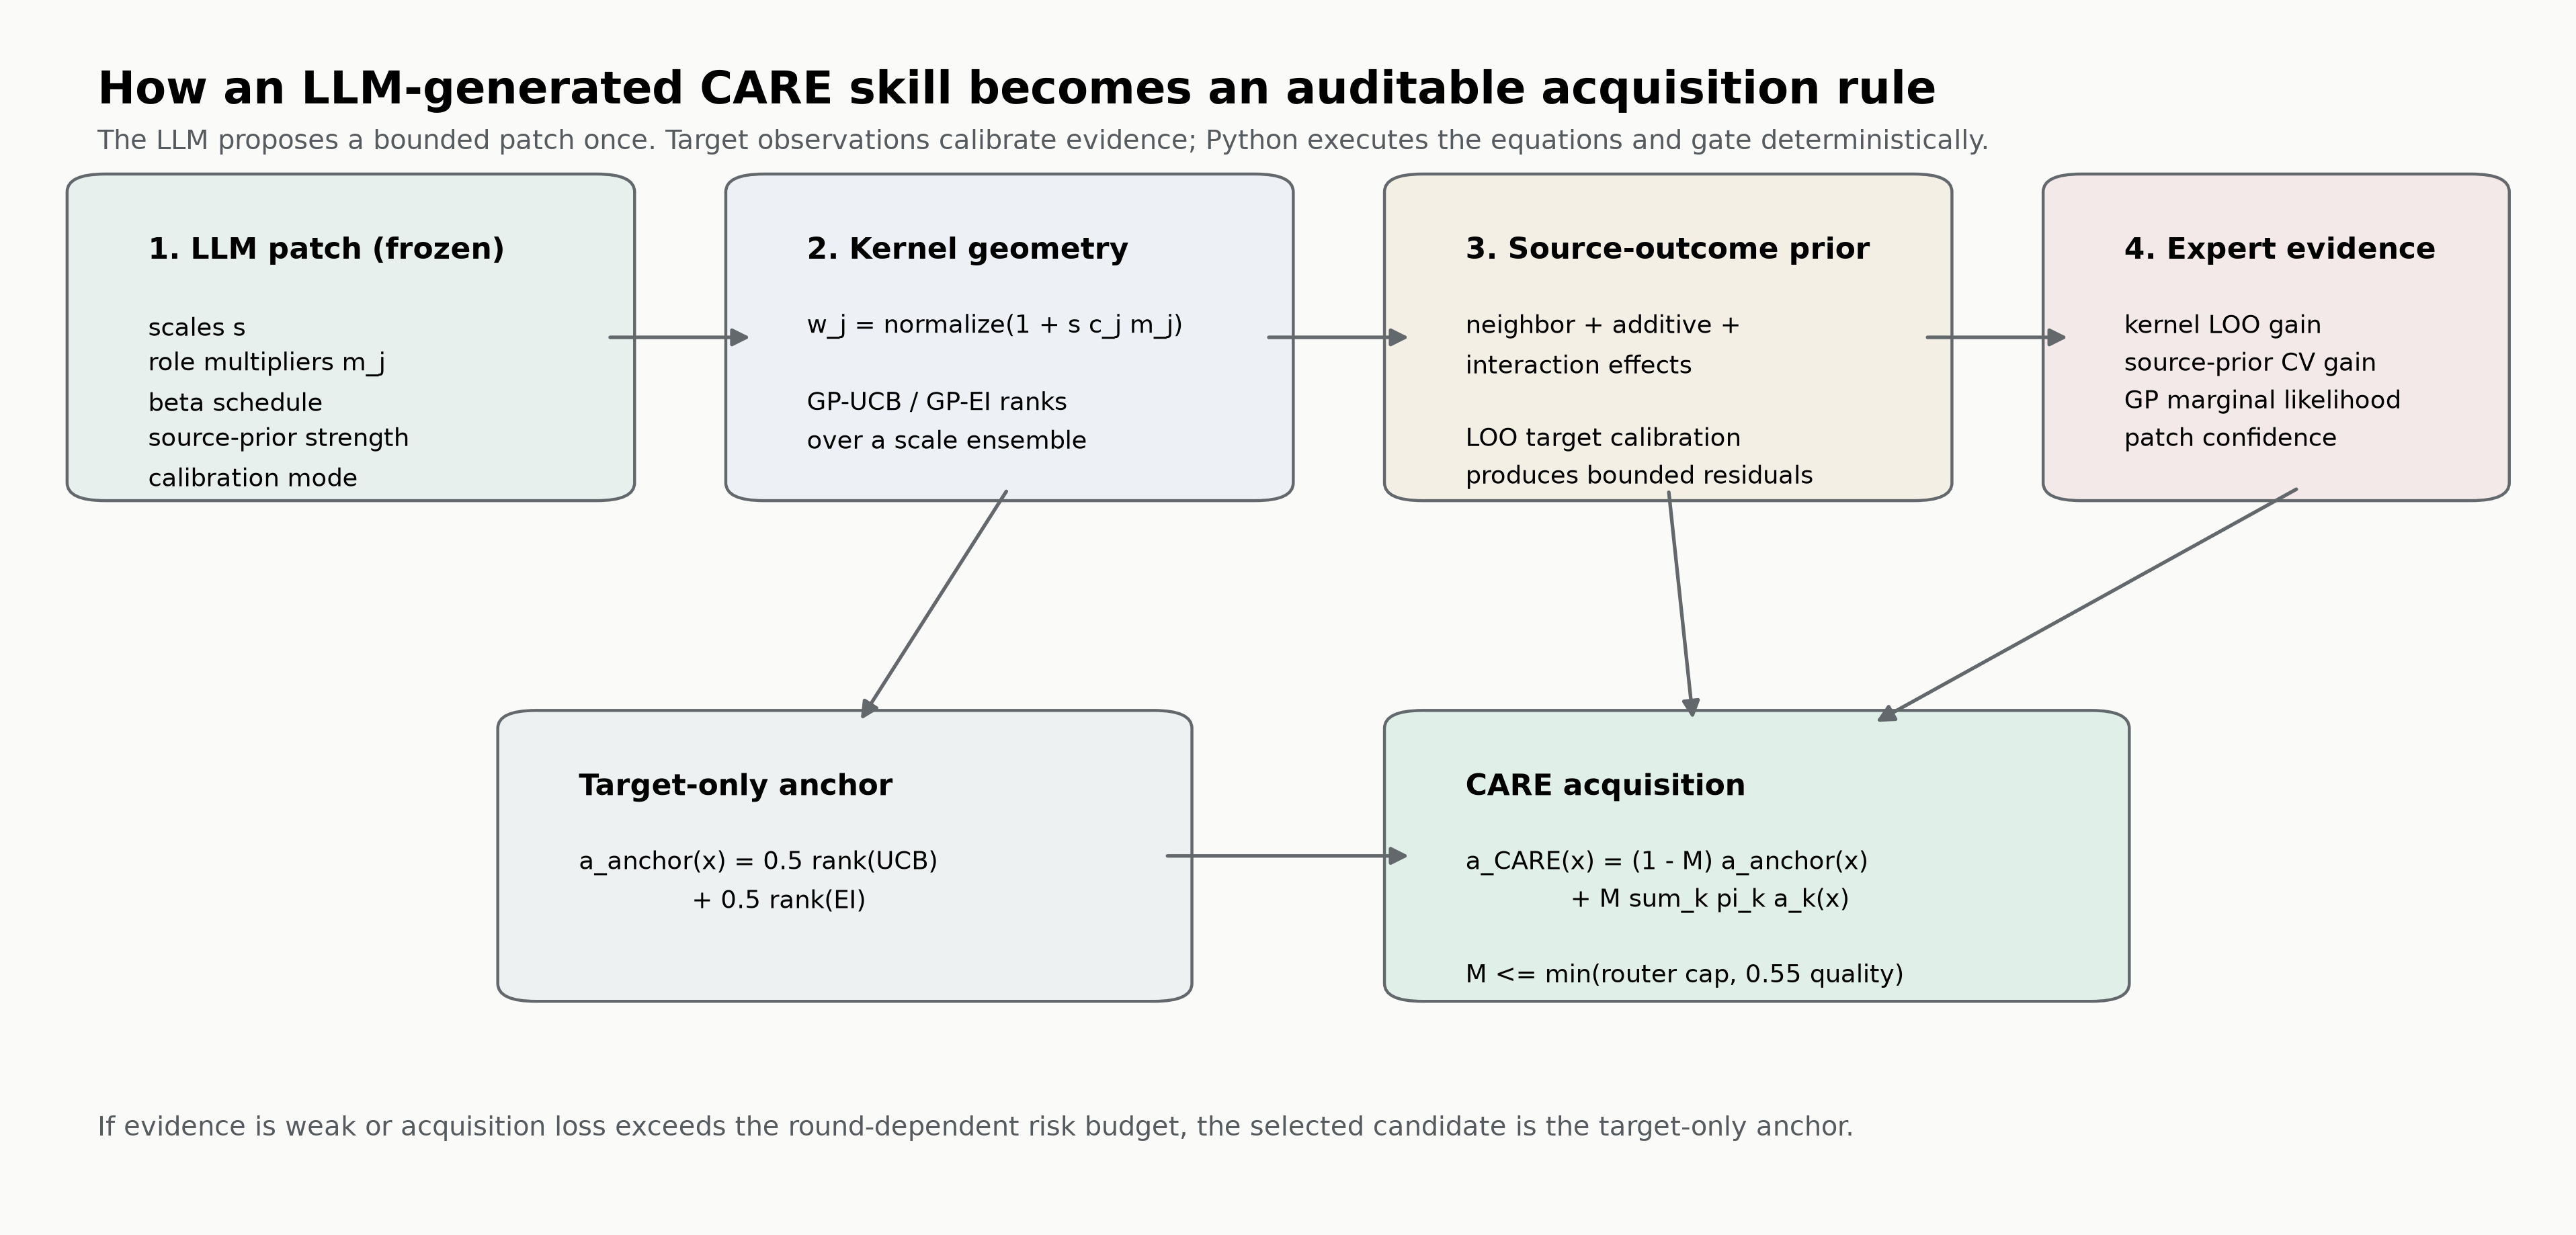 How an LLM-generated CARE skill becomes an auditable acquisition rule
The LLM proposes a bounded patch once. Target observations calibrate evidence; Python executes the equations and gate deterministically.
1. LLM patch (frozen)
scales s
role multipliers m_j
beta schedule
source-prior strength
calibration mode
2. Kernel geometry
w_j = normalize(1 + s c_j m_j)
GP-UCB / GP-EI ranks
over a scale ensemble
3. Source-outcome prior
neighbor + additive +
interaction effects
LOO target calibration
produces bounded residuals
4. Expert evidence
kernel LOO gain
source-prior CV gain
GP marginal likelihood
patch confidence
Target-only anchor
a_anchor(x) = 0.5 rank(UCB)
+ 0.5 rank(EI)
CARE acquisition
a_CARE(x) = (1 - M) a_anchor(x)
+ M sum_k pi_k a_k(x)
M <= min(router cap, 0.55 quality)
If evidence is weak or acquisition loss exceeds the round-dependent risk budget, the selected candidate is the target-only anchor.